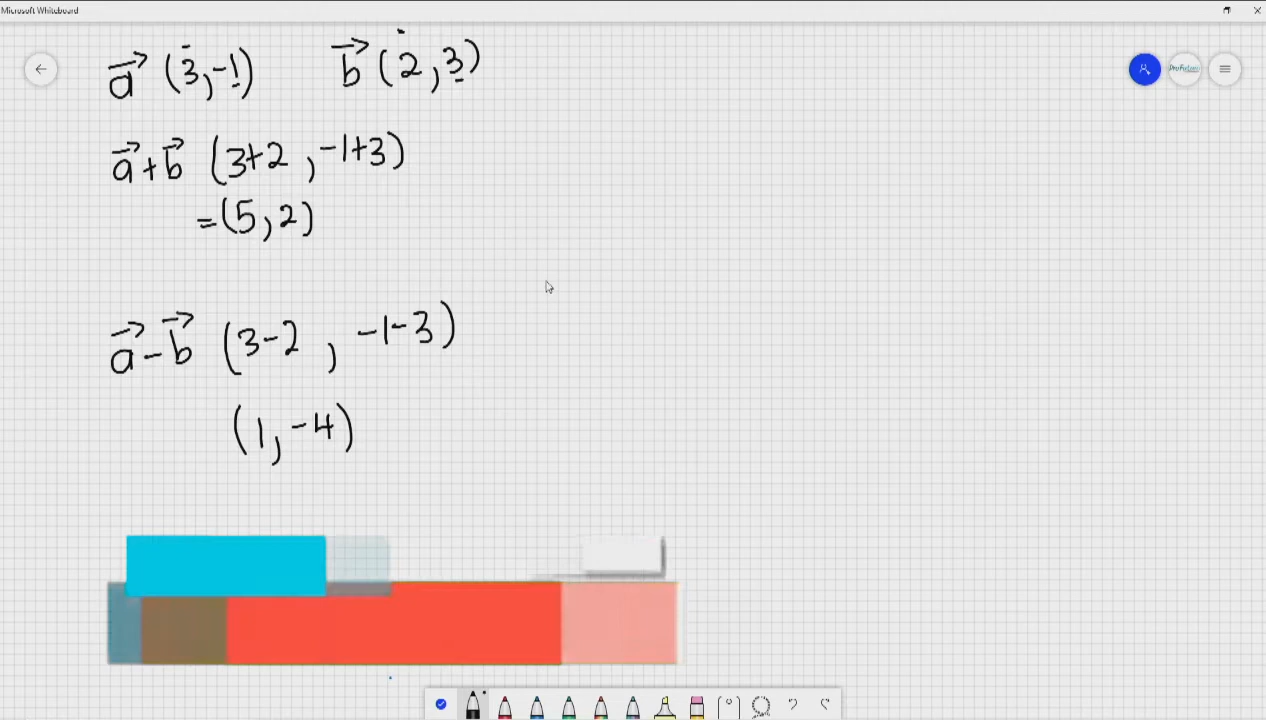 Microsoft Whiteboard
a⃗ (3,-1) b⃗ (2,3)
a⃗+b⃗ (3+2,-1+3)
=(5,2)
a⃗-b⃗ (3-2,-1-3)
(1,-4)